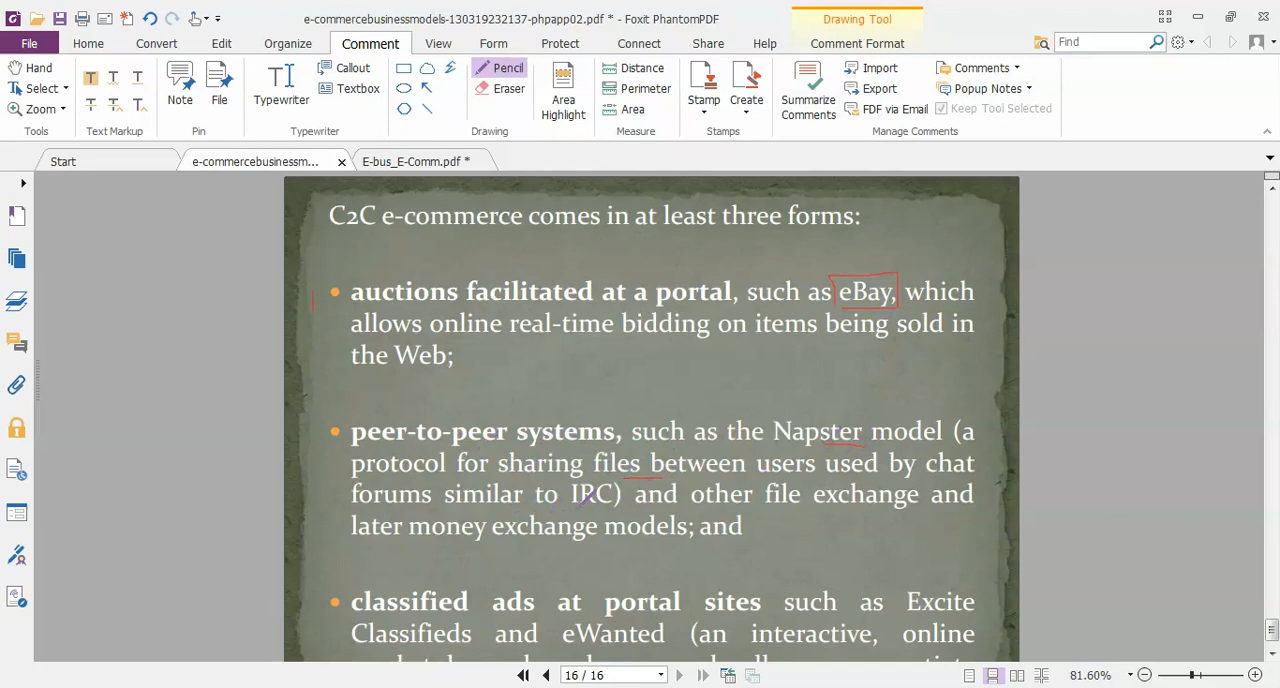 e-commercebusinessmodels-130319232137-phpapp02.pdf * - Foxit PhantomPDF
Drawing Tool
File Home Convert Edit Organize Comment View Form Protect Connect Share Help Comment Format Find
Hand
Select
Zoom
Tools
T T T
T T T
Text Markup
Note File
Pin
Typewriter
Callout
Textbox
Typewriter
Pencil
Eraser
Drawing
Area Highlight
Distance
Perimeter
Area
Measure
Stamp Create
Stamps
Summarize Comments
Import
Export
FDF via Email
Comments
Popup Notes
Keep Tool Selected
Manage Comments
Start e-commercebusinessm... E-bus_E-Comm.pdf *
C2C e-commerce comes in at least three forms:
• auctions facilitated at a portal, such as eBay, which
allows online real-time bidding on items being sold in
the Web;
• peer-to-peer systems, such as the Napster model (a
protocol for sharing files between users used by chat
forums similar to IRC) and other file exchange and
later money exchange models; and
• classified ads at portal sites such as Excite
Classifieds and eWanted (an interactive, online
16 / 16 81.60%